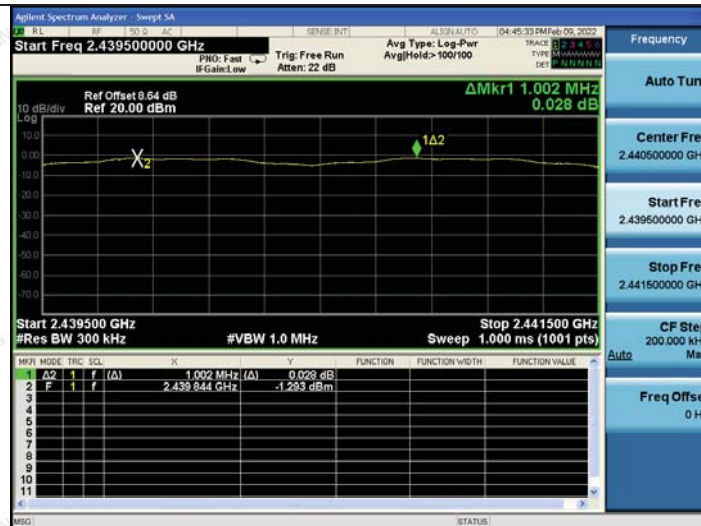 Agilent Spectrum Analyzer - Swept SA
RL RF 50 Ω AC SENSE:INT ALIGN AUTO 04:45:33 PM Feb 09, 2022
Start Freq 2.439500000 GHz
PNO: Fast
IFGain:Low
Trig: Free Run
Atten: 22 dB
Avg Type: Log-Pwr
Avg|Hold:>100/100
TRACE 1 2 3 4 5 6
TYPE
DET P N N N N N
Ref Offset 8.64 dB
Ref 20.00 dBm
10 dB/div
Log
ΔMkr1 1.002 MHz
0.028 dB
10.0
0.00
-10.0
-20.0
-30.0
-40.0
-50.0
-60.0
-70.0
1Δ2
X2
Start 2.439500 GHz
Stop 2.441500 GHz
#Res BW 300 kHz
#VBW 1.0 MHz
Sweep 1.000 ms (1001 pts)
MKR MODE TRC SCL X Y FUNCTION FUNCTION WIDTH FUNCTION VALUE
1 Δ2 1 f (Δ) 1.002 MHz (Δ) 0.028 dB
2 F 1 f 2.439 844 GHz -1.293 dBm
3
4
5
6
7
8
9
10
11
MSG
STATUS
Frequency
Auto Tun
Center Fre
2.440500000 GH
Start Fre
2.439500000 GH
Stop Fre
2.441500000 GH
CF Ste
200.000 kH
Auto Ma
Freq Offse
0 H